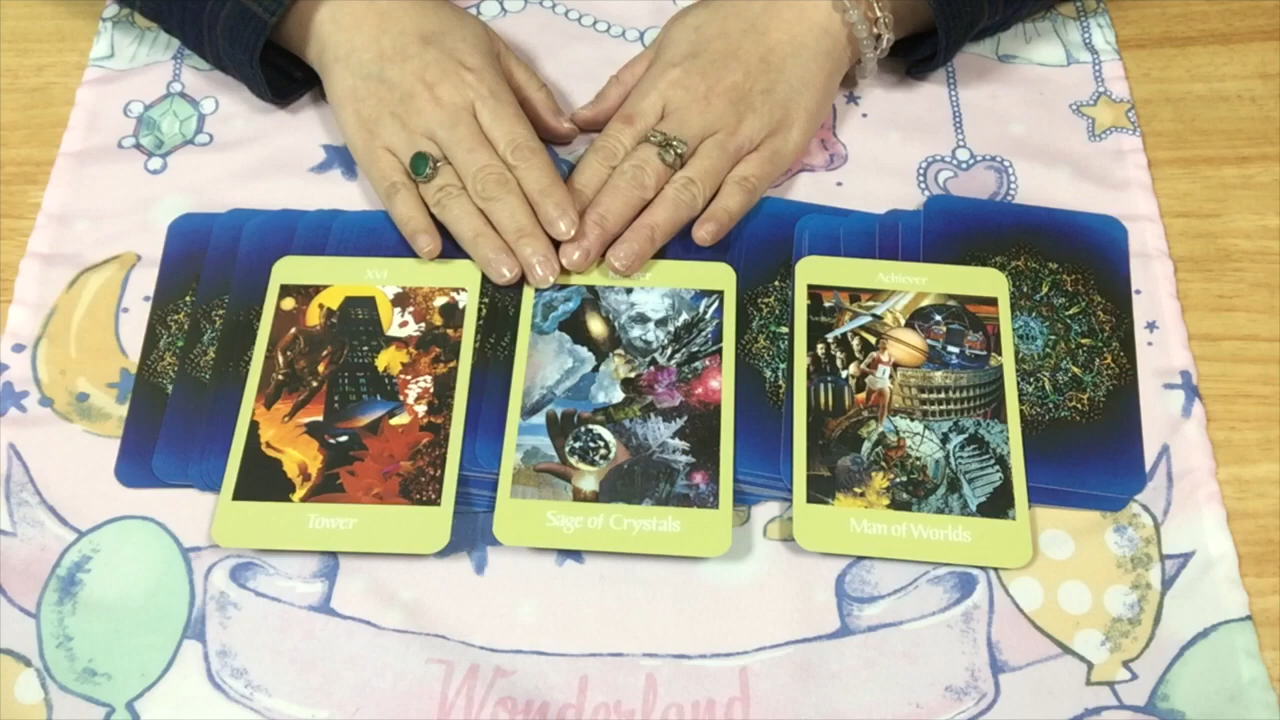 XVI
Tower
Sage of Crystals
Achiever
Man of Worlds
Wonderland